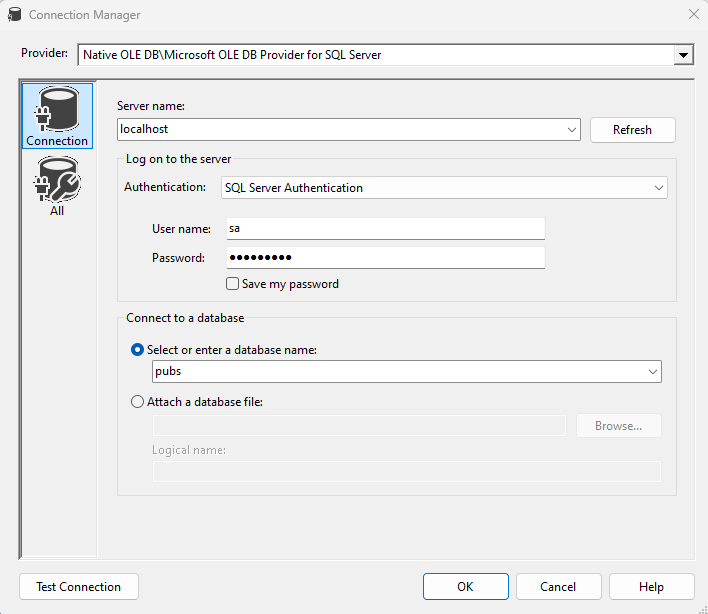 Connection Manager
Provider: Native OLE DB\Microsoft OLE DB Provider for SQL Server
Connection
All
Server name:
localhost Refresh
Log on to the server
Authentication: SQL Server Authentication
User name: sa
Password: ●●●●●●●●●
Save my password
Connect to a database
Select or enter a database name:
pubs
Attach a database file:
Browse...
Logical name:
Test Connection OK Cancel Help